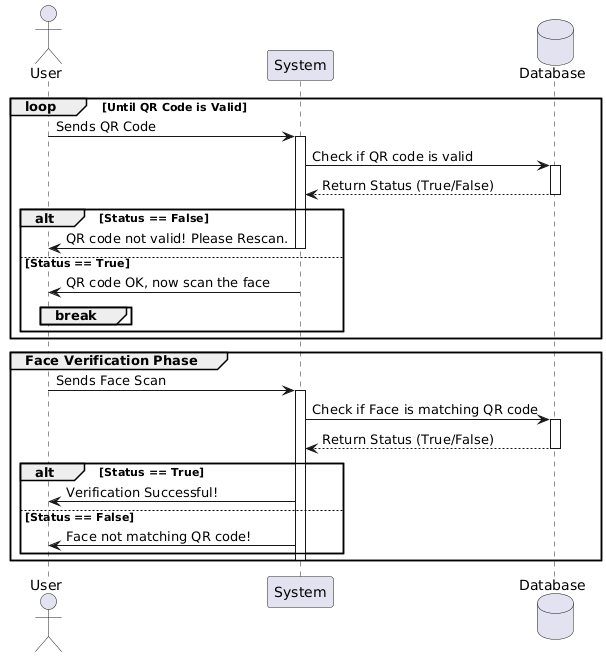 User
System
Database
loop [Until QR Code is Valid]
Sends QR Code
Check if QR code is valid
Return Status (True/False)
alt [Status == False]
QR code not valid! Please Rescan.
[Status == True]
QR code OK, now scan the face
break
Face Verification Phase
Sends Face Scan
Check if Face is matching QR code
Return Status (True/False)
alt [Status == True]
Verification Successful!
[Status == False]
Face not matching QR code!
User
System
Database